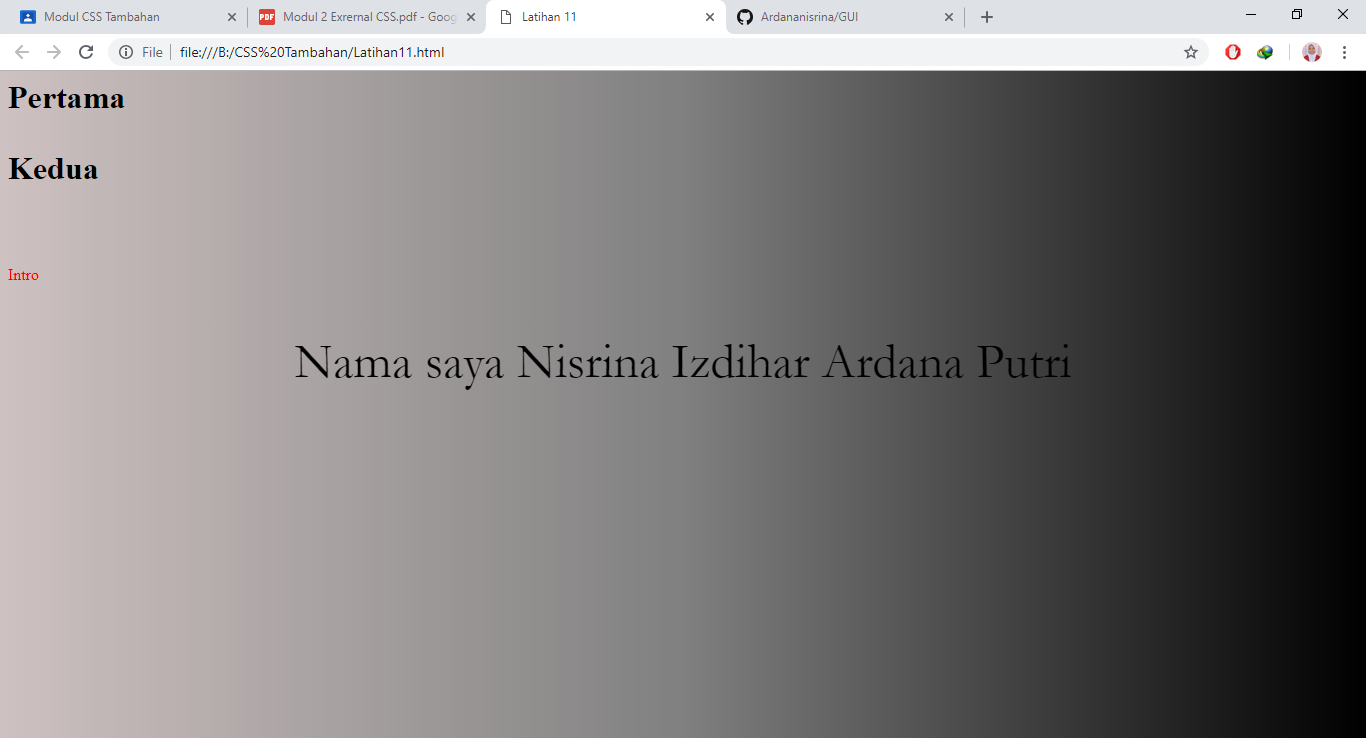 Modul CSS Tambahan
Modul 2 Exrernal CSS.pdf - Goog
Latihan 11
Ardananisrina/GUI
File
file:///B:/CSS%20Tambahan/Latihan11.html
Pertama
Kedua
Intro
Nama saya Nisrina Izdihar Ardana Putri